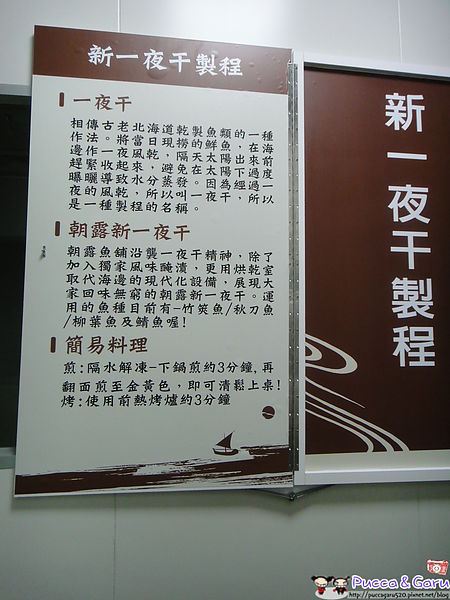 新一夜干製程
一夜干
相傳古老北海道乾製魚類的一種
作法。將當日現撈的鮮魚，在海
邊作一夜風乾，隔天太陽出來前
趕緊收起來，避免在太陽下過度
曝曬導致水分蒸發。因為經過一
夜的風乾，所以叫一夜干，所以
是一種製程的名稱。
朝露新一夜干
朝露魚鋪沿襲一夜干精神，除了
加入獨家風味醃漬，更用烘乾室
取代海邊的現代化設備，展現大
家回味無窮的朝露新一夜干。運
用的魚種目前有-竹筴魚/秋刀魚
/柳葉魚及鯖魚喔!
簡易料理
煎:隔水解凍-下鍋煎約3分鐘,再
翻面煎至金黃色，即可清鬆上桌!
烤:使用前熱烤爐約3分鐘
新一夜干製程
Pucca & Garu
http://puccagaru520.pixnet.net/blog